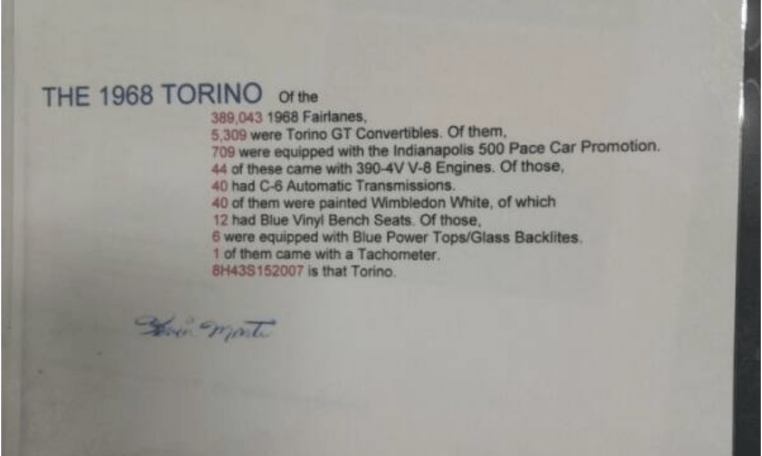 THE 1968 TORINO Of the
389,043 1968 Fairlanes,
5,309 were Torino GT Convertibles. Of them,
709 were equipped with the Indianapolis 500 Pace Car Promotion.
44 of these came with 390-4V V-8 Engines. Of those,
40 had C-6 Automatic Transmissions.
40 of them were painted Wimbledon White, of which
12 had Blue Vinyl Bench Seats. Of those,
6 were equipped with Blue Power Tops/Glass Backlites.
1 of them came with a Tachometer.
8H43S152007 is that Torino.